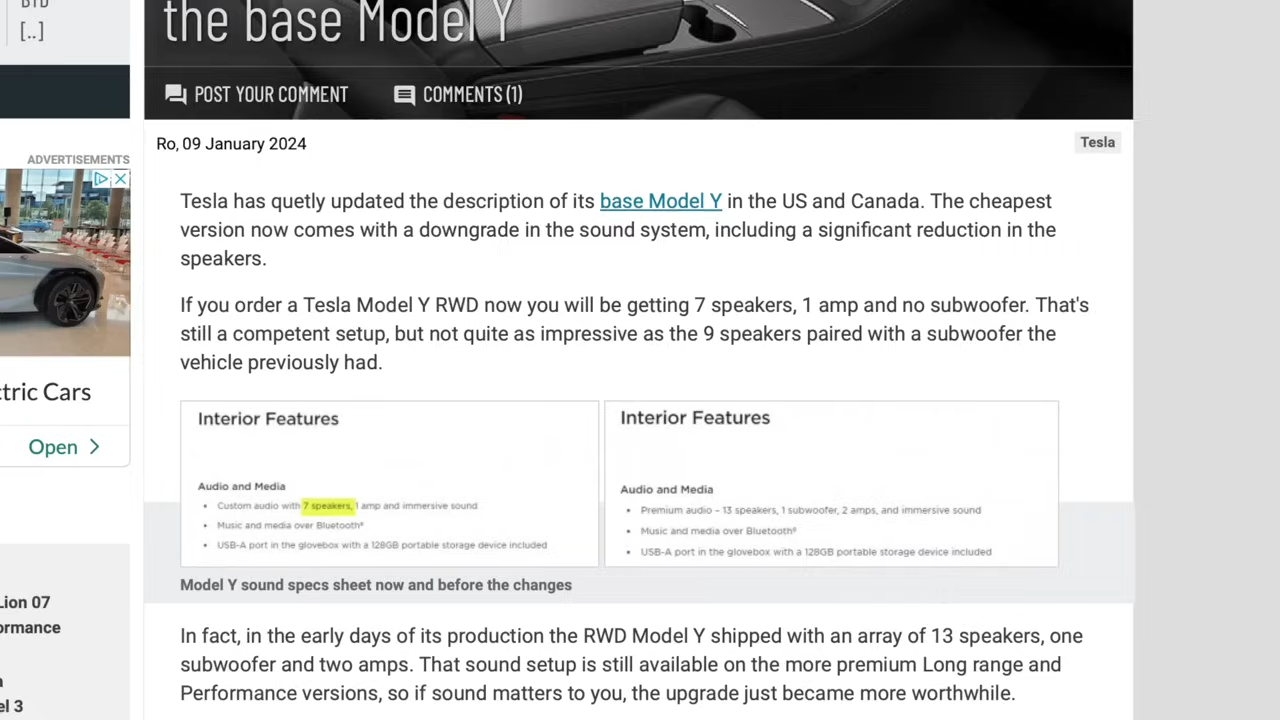 BYD
[..]
the base Model Y
POST YOUR COMMENT
COMMENTS (1)
Ro, 09 January 2024
Tesla
ADVERTISEMENTS
Tesla has quetly updated the description of its base Model Y in the US and Canada. The cheapest
version now comes with a downgrade in the sound system, including a significant reduction in the
speakers.
If you order a Tesla Model Y RWD now you will be getting 7 speakers, 1 amp and no subwoofer. That's
still a competent setup, but not quite as impressive as the 9 speakers paired with a subwoofer the
vehicle previously had.
ctric Cars
Open
Interior Features
Audio and Media
• Custom audio with 7 speakers, 1 amp and immersive sound
• Music and media over Bluetooth®
• USB-A port in the glovebox with a 128GB portable storage device included
Interior Features
Audio and Media
• Premium audio – 13 speakers, 1 subwoofer, 2 amps, and immersive sound
• Music and media over Bluetooth®
• USB-A port in the glovebox with a 128GB portable storage device included
Model Y sound specs sheet now and before the changes
Lion 07
ormance
a
el 3
In fact, in the early days of its production the RWD Model Y shipped with an array of 13 speakers, one
subwoofer and two amps. That sound setup is still available on the more premium Long range and
Performance versions, so if sound matters to you, the upgrade just became more worthwhile.